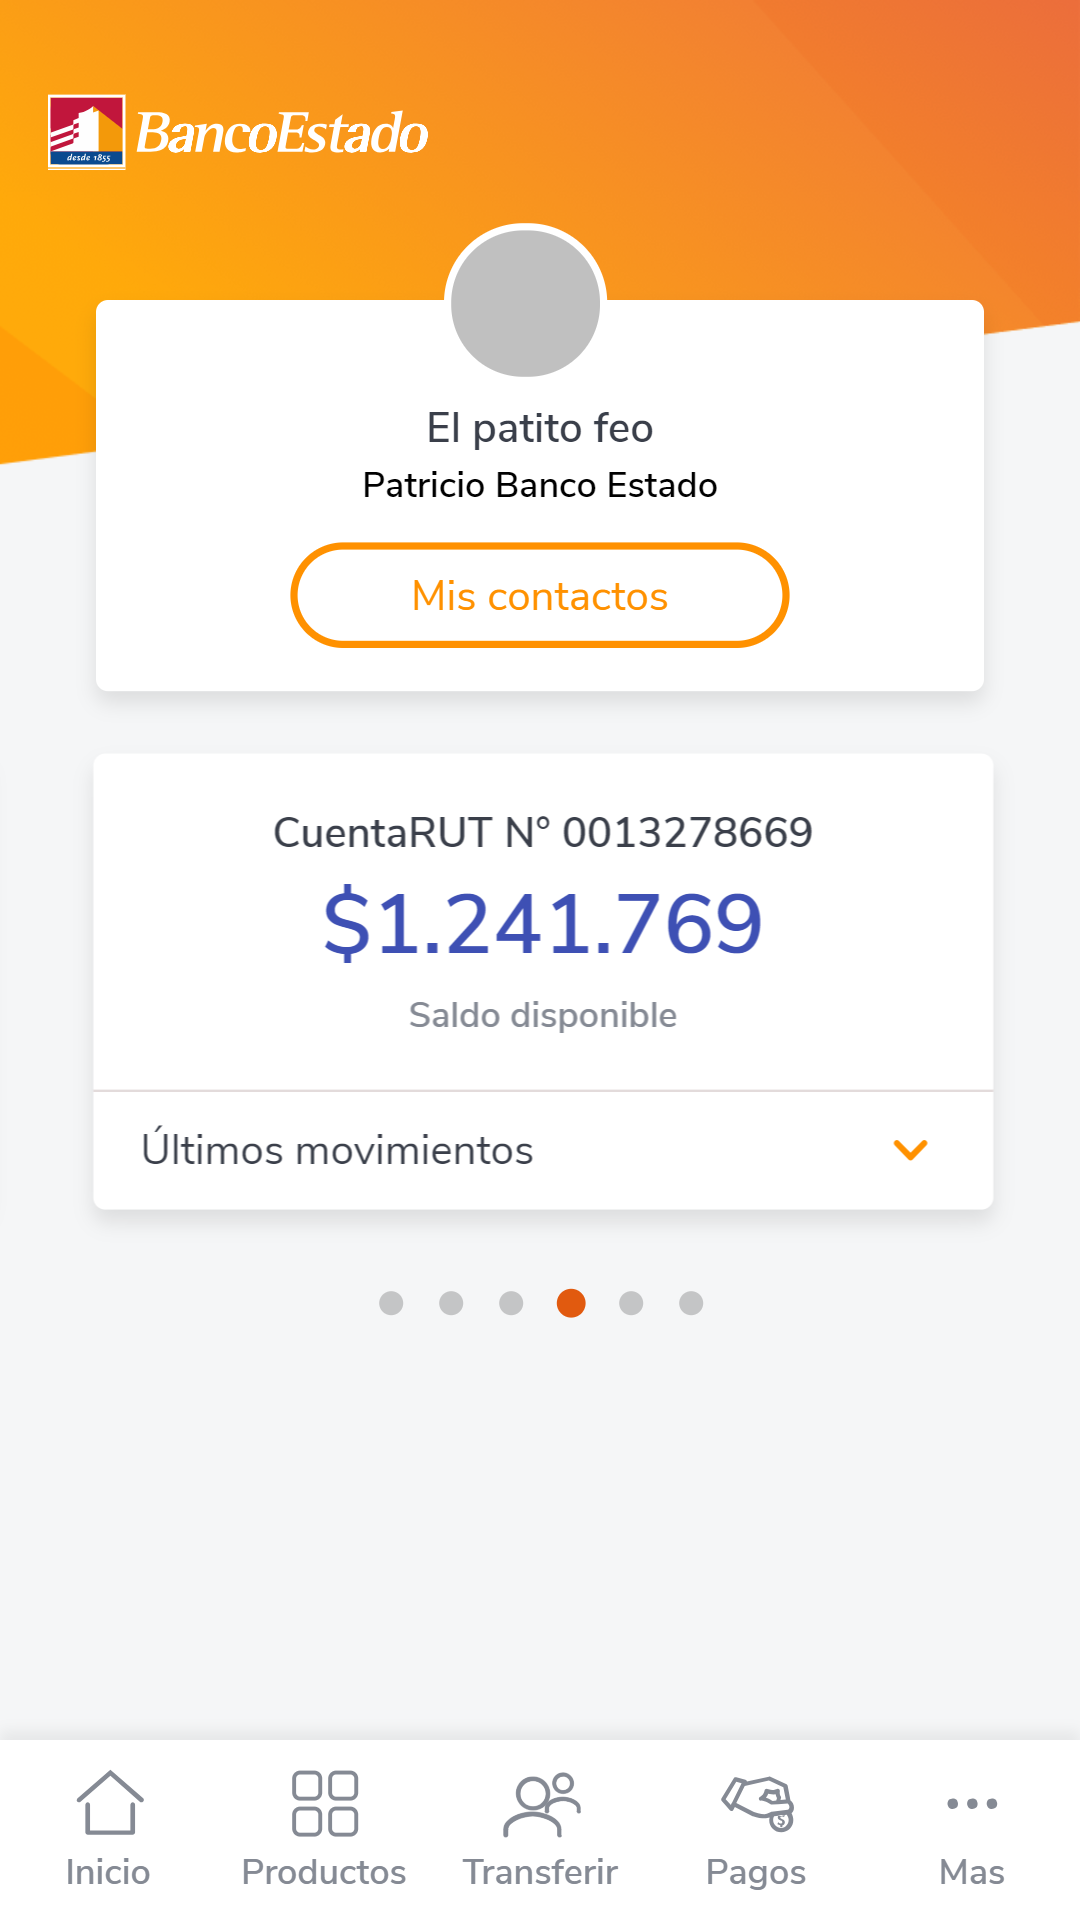 desde 1855
BancoEstado
El patito feo
Patricio Banco Estado
Mis contactos
CuentaRUT N° 0013278669
$1.241.769
Saldo disponible
Últimos movimientos
Inicio
Productos
Transferir
Pagos
Mas